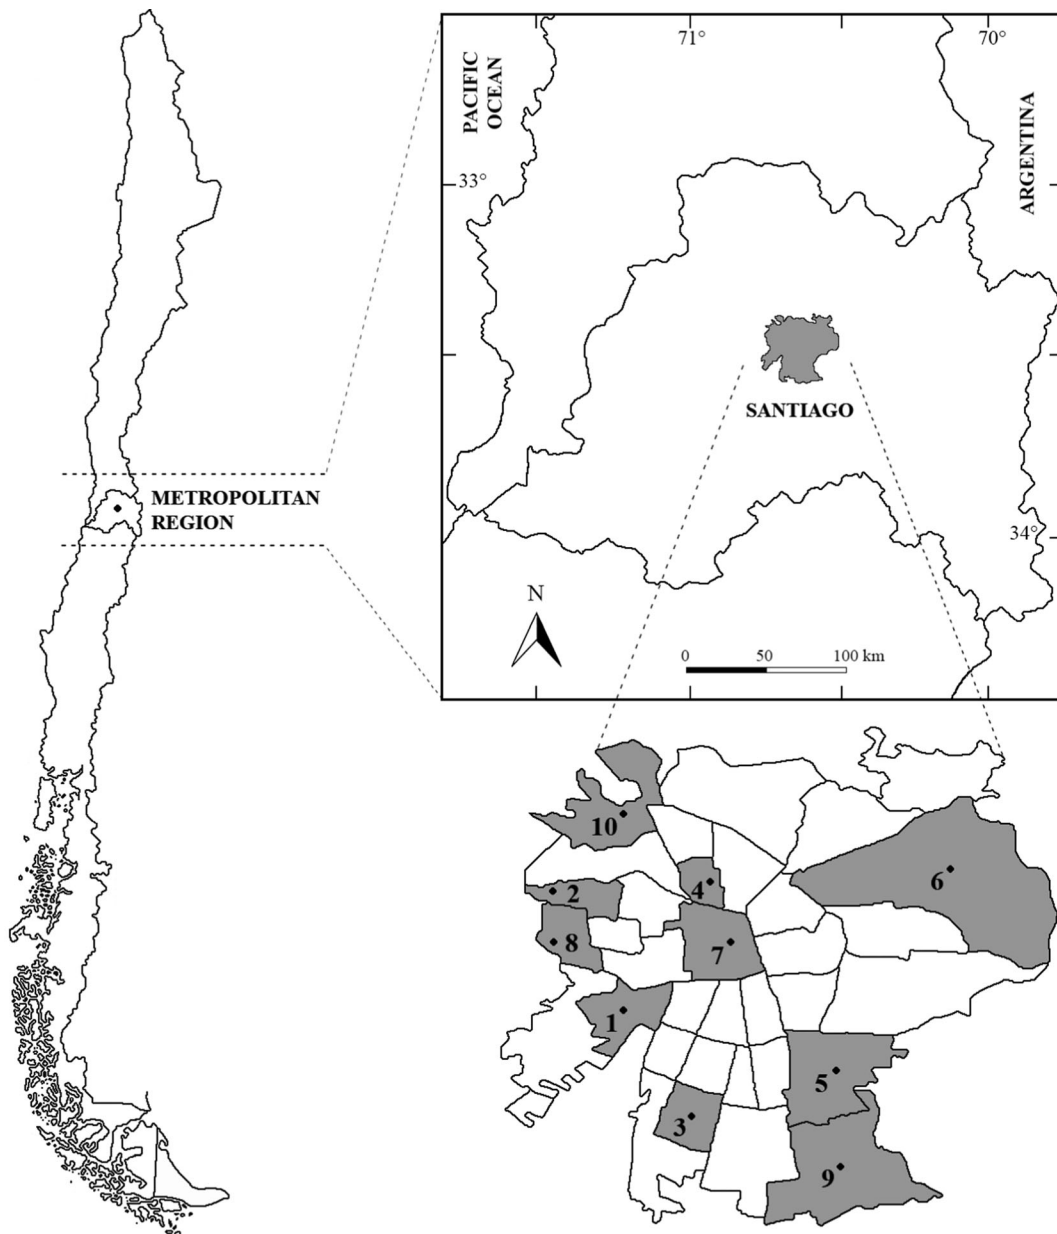 71°
70°
PACIFIC
OCEAN
ARGENTINA
33°
SANTIAGO
METROPOLITAN
REGION
34°
N
0 50 100 km
10
6
2
4
8
7
1
5
3
9